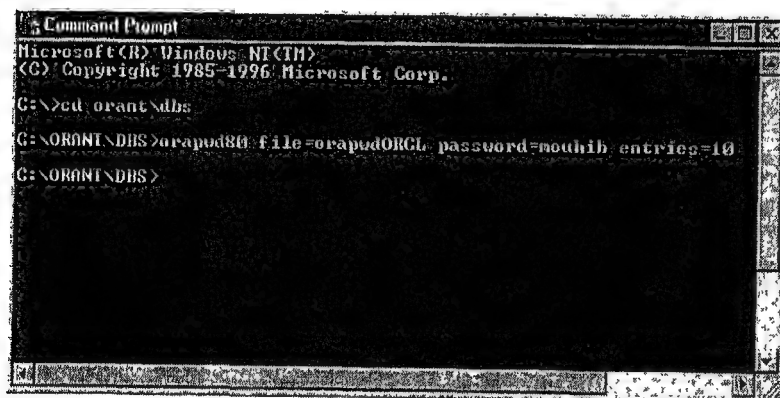 Command Prompt
Microsoft(R) Windows NT(TM)
(C) Copyright 1985-1996 Microsoft Corp.
C:\>cd orant\dbs
C:\ORANT\DBS>orapwd80 file=orapwdORCL password=mouhib entries=10
C:\ORANT\DBS>